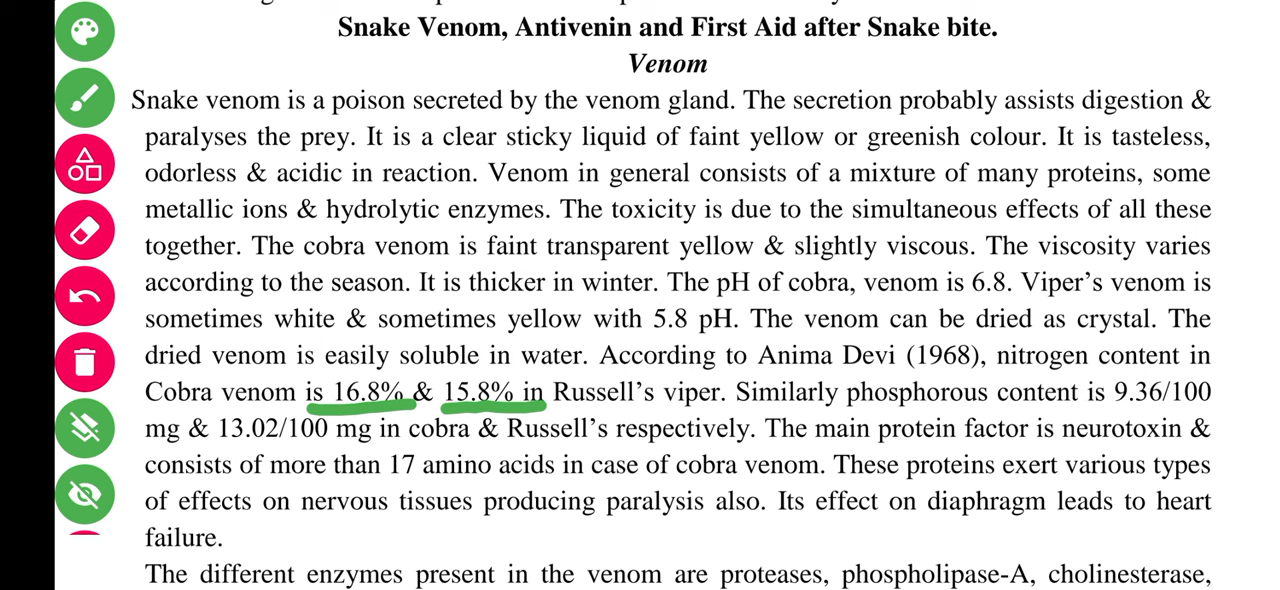 Snake Venom, Antivenin and First Aid after Snake bite.
Venom
Snake venom is a poison secreted by the venom gland. The secretion probably assists digestion &
paralyses the prey. It is a clear sticky liquid of faint yellow or greenish colour. It is tasteless,
odorless & acidic in reaction. Venom in general consists of a mixture of many proteins, some
metallic ions & hydrolytic enzymes. The toxicity is due to the simultaneous effects of all these
together. The cobra venom is faint transparent yellow & slightly viscous. The viscosity varies
according to the season. It is thicker in winter. The pH of cobra, venom is 6.8. Viper’s venom is
sometimes white & sometimes yellow with 5.8 pH. The venom can be dried as crystal. The
dried venom is easily soluble in water. According to Anima Devi (1968), nitrogen content in
Cobra venom is 16.8% & 15.8% in Russell’s viper. Similarly phosphorous content is 9.36/100
mg & 13.02/100 mg in cobra & Russell’s respectively. The main protein factor is neurotoxin &
consists of more than 17 amino acids in case of cobra venom. These proteins exert various types
of effects on nervous tissues producing paralysis also. Its effect on diaphragm leads to heart
failure.
The different enzymes present in the venom are proteases, phospholipase-A, cholinesterase,